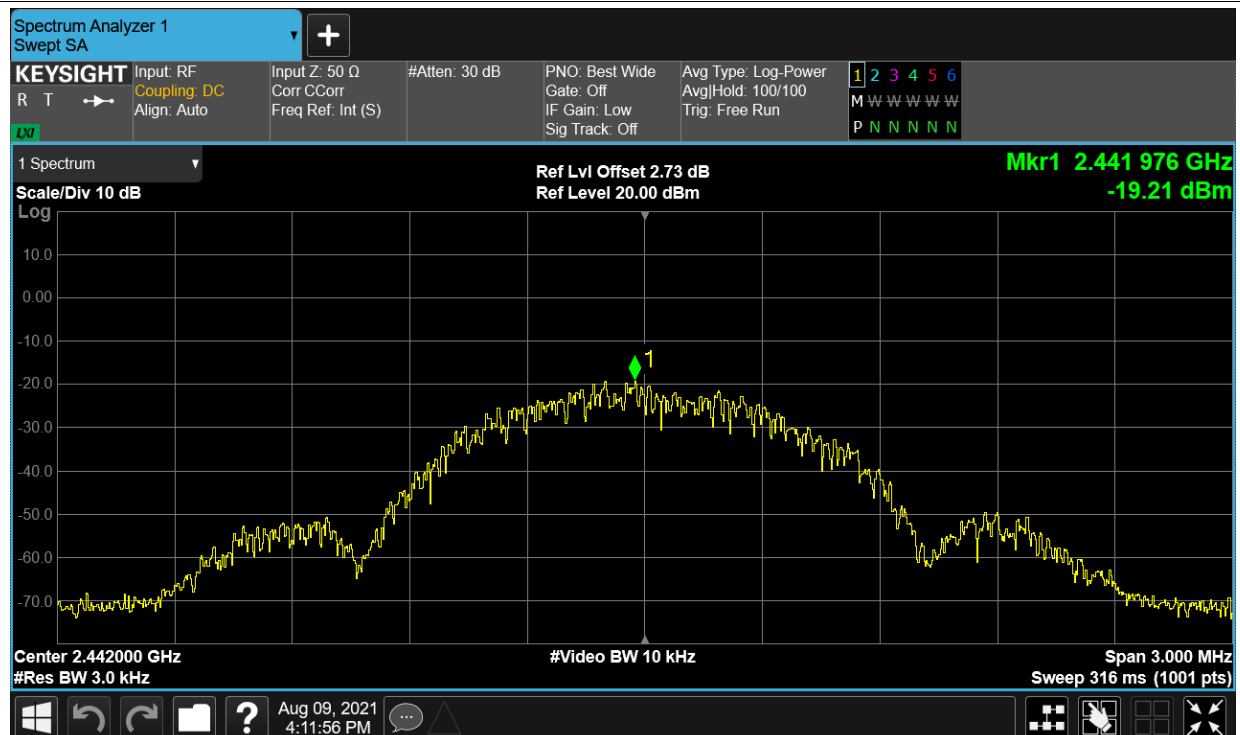 Spectrum Analyzer 1
Swept SA
+
KEYSIGHT
R T
LXI
Input: RF
Coupling: DC
Align: Auto
Input Z: 50 Ω
Corr CCorr
Freq Ref: Int (S)
#Atten: 30 dB
PNO: Best Wide
Gate: Off
IF Gain: Low
Sig Track: Off
Avg Type: Log-Power
Avg|Hold: 100/100
Trig: Free Run
1 2 3 4 5 6
M W W W W W
P N N N N N
1 Spectrum
Scale/Div 10 dB
Ref Lvl Offset 2.73 dB
Ref Level 20.00 dBm
Mkr1 2.441 976 GHz
-19.21 dBm
Log
10.0
0.00
-10.0
-20.0
-30.0
-40.0
-50.0
-60.0
-70.0
1
Center 2.442000 GHz
#Res BW 3.0 kHz
#Video BW 10 kHz
Span 3.000 MHz
Sweep 316 ms (1001 pts)
?
Aug 09, 2021
4:11:56 PM